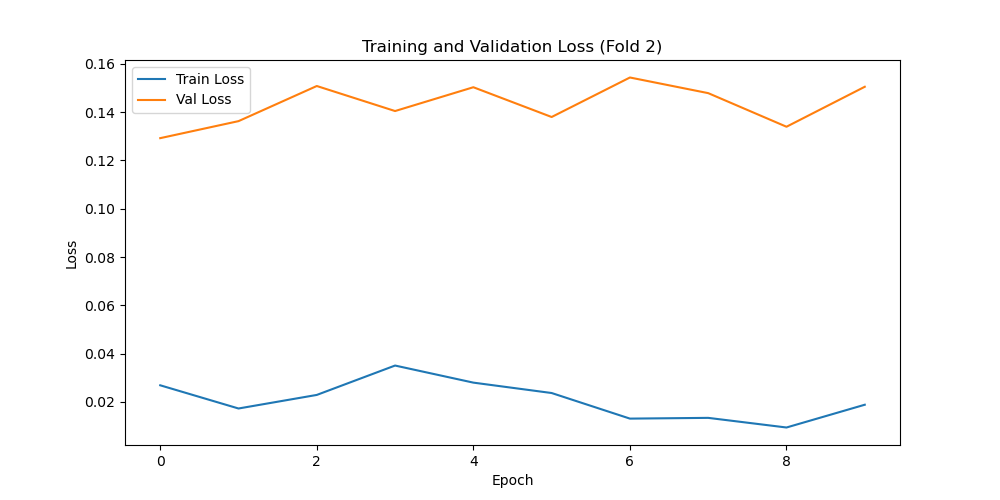 Training and Validation Loss (Fold 2)
Train Loss
Val Loss
0.16
0.14
0.12
0.10
0.08
0.06
0.04
0.02
Loss
0 2 4 6 8
Epoch